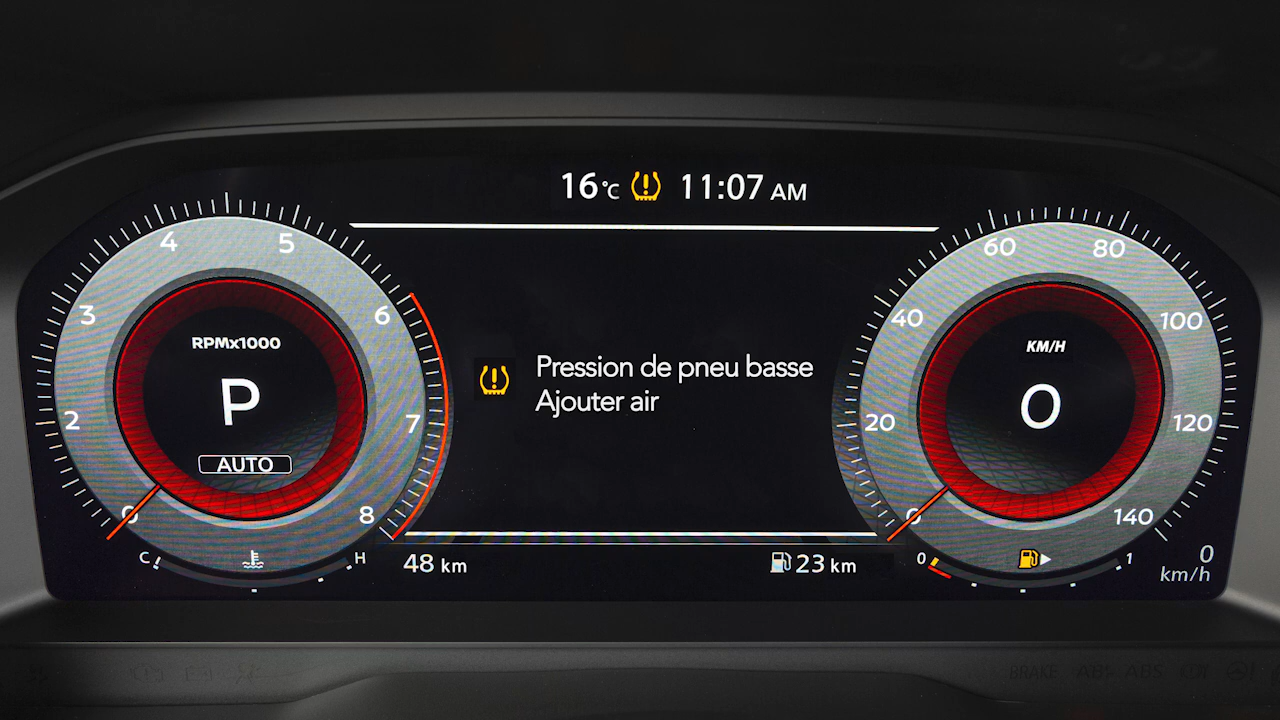 16°C 11:07 AM
4 5
3 6
2 7
0 8
RPMx1000
P
AUTO
C H
Pression de pneu basse
Ajouter air
60 80
40 100
20 120
0 140
KM/H
0
48 km
23 km
0 1
0
km/h
BRAKE ABS